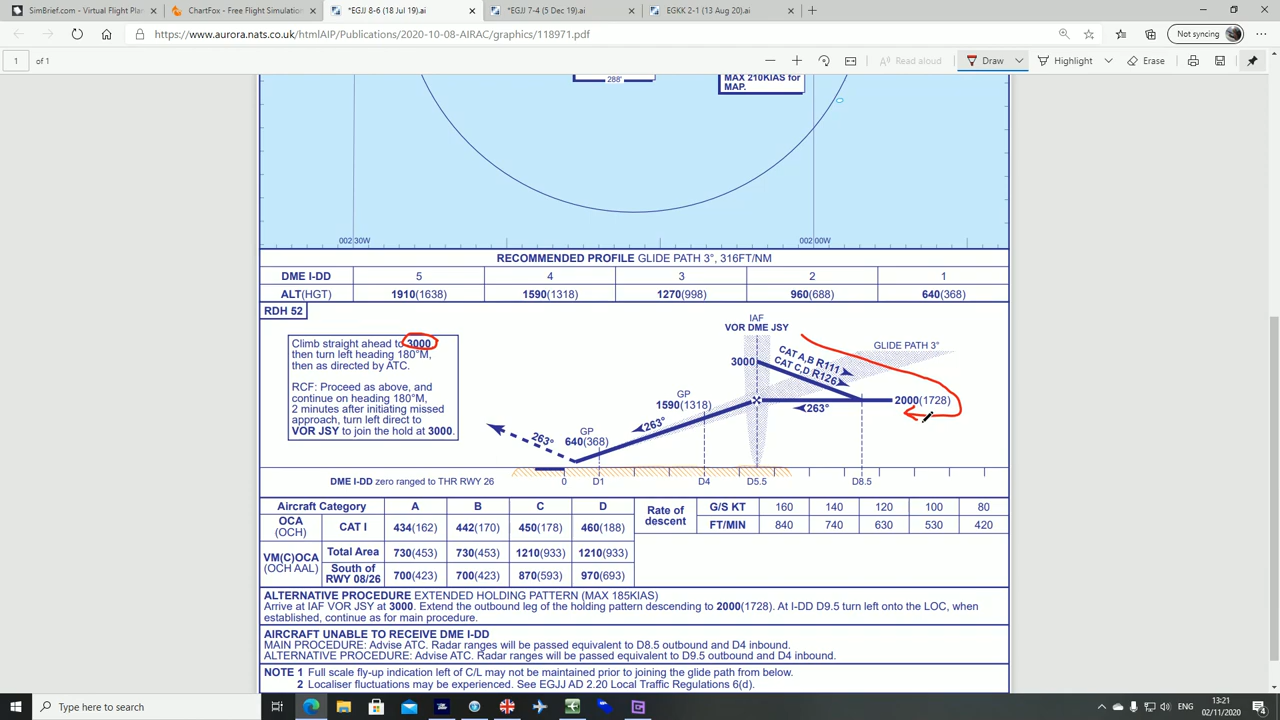 SimBrief.com - Virtual Flight Plan
ChartFox - Free Flight Simulation
*EGJJ 8-6 (18 Jul 19).ai
*EGJJ 7-4 (5 Dec 19).ai
EGKK 2-1 (13 Aug 20).ai
https://www.aurora.nats.co.uk/htmlAIP/Publications/2020-10-08-AIRAC/graphics/118971.pdf
Not syncing
1 of 1
Read aloud
Draw
Highlight
Erase
288'
MAX 210KIAS for
MAP.
002 30W
002 00W
RECOMMENDED PROFILE GLIDE PATH 3°, 316FT/NM
DME I-DD 5 4 3 2 1
ALT(HGT) 1910(1638) 1590(1318) 1270(998) 960(688) 640(368)
RDH 52
Climb straight ahead to 3000
then turn left heading 180°M,
then as directed by ATC.
RCF: Proceed as above, and
continue on heading 180°M,
2 minutes after initiating missed
approach, turn left direct to
VOR JSY to join the hold at 3000.
IAF
VOR DME JSY
GLIDE PATH 3°
3000
CAT A,B R111
CAT C,D R126
GP
1590(1318)
2000(1728)
263°
263°
GP
640(368)
263°
DME I-DD zero ranged to THR RWY 26
0 D1 D4 D5.5 D8.5
Aircraft Category A B C D
OCA
(OCH)
CAT I 434(162) 442(170) 450(178) 460(188)
VM(C)OCA
(OCH AAL)
Total Area 730(453) 730(453) 1210(933) 1210(933)
South of
RWY 08/26
700(423) 700(423) 870(593) 970(693)
Rate of
descent
G/S KT 160 140 120 100 80
FT/MIN 840 740 630 530 420
ALTERNATIVE PROCEDURE EXTENDED HOLDING PATTERN (MAX 185KIAS)
Arrive at IAF VOR JSY at 3000. Extend the outbound leg of the holding pattern descending to 2000(1728). At I-DD D9.5 turn left onto the LOC, when
established, continue as for main procedure.
AIRCRAFT UNABLE TO RECEIVE DME I-DD
MAIN PROCEDURE: Advise ATC. Radar ranges will be passed equivalent to D8.5 outbound and D4 inbound.
ALTERNATIVE PROCEDURE: Advise ATC. Radar ranges will be passed equivalent to D9.5 outbound and D4 inbound.
NOTE 1 Full scale fly-up indication left of C/L may not be maintained prior to joining the glide path from below.
2 Localiser fluctuations may be experienced. See EGJJ AD 2.20 Local Traffic Regulations 6(d).
Type here to search
13:21
02/11/2020